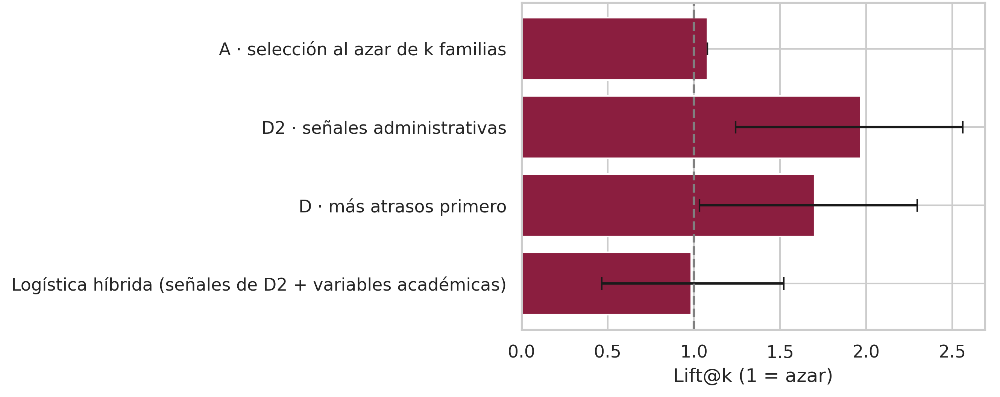 A · selección al azar de k familias
D2 · señales administrativas
D · más atrasos primero
Logística híbrida (señales de D2 + variables académicas)
0.0 0.5 1.0 1.5 2.0 2.5
Lift@k (1 = azar)